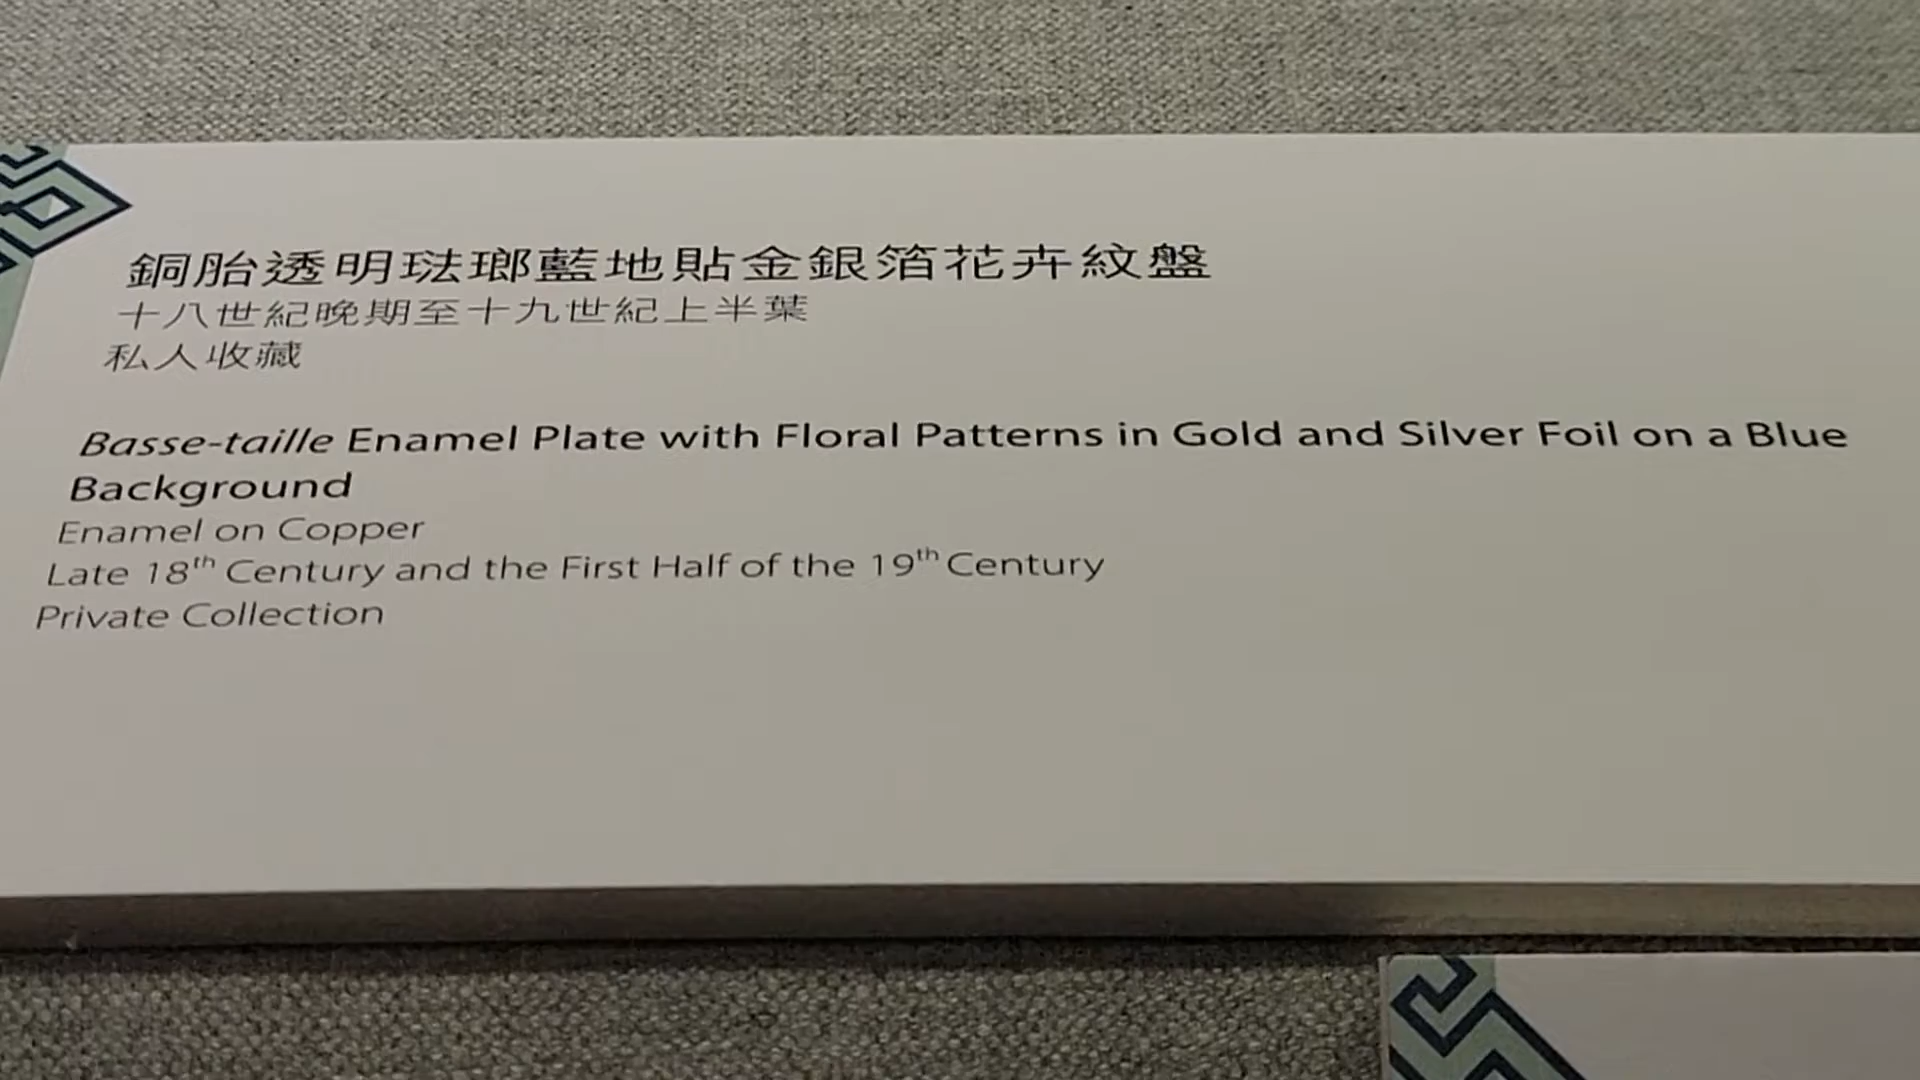 銅胎透明琺瑯藍地貼金銀箔花卉紋盤
十八世紀晚期至十九世紀上半葉
私人收藏
Basse-taille Enamel Plate with Floral Patterns in Gold and Silver Foil on a Blue
Background
Enamel on Copper
Late 18th Century and the First Half of the 19th Century
Private Collection